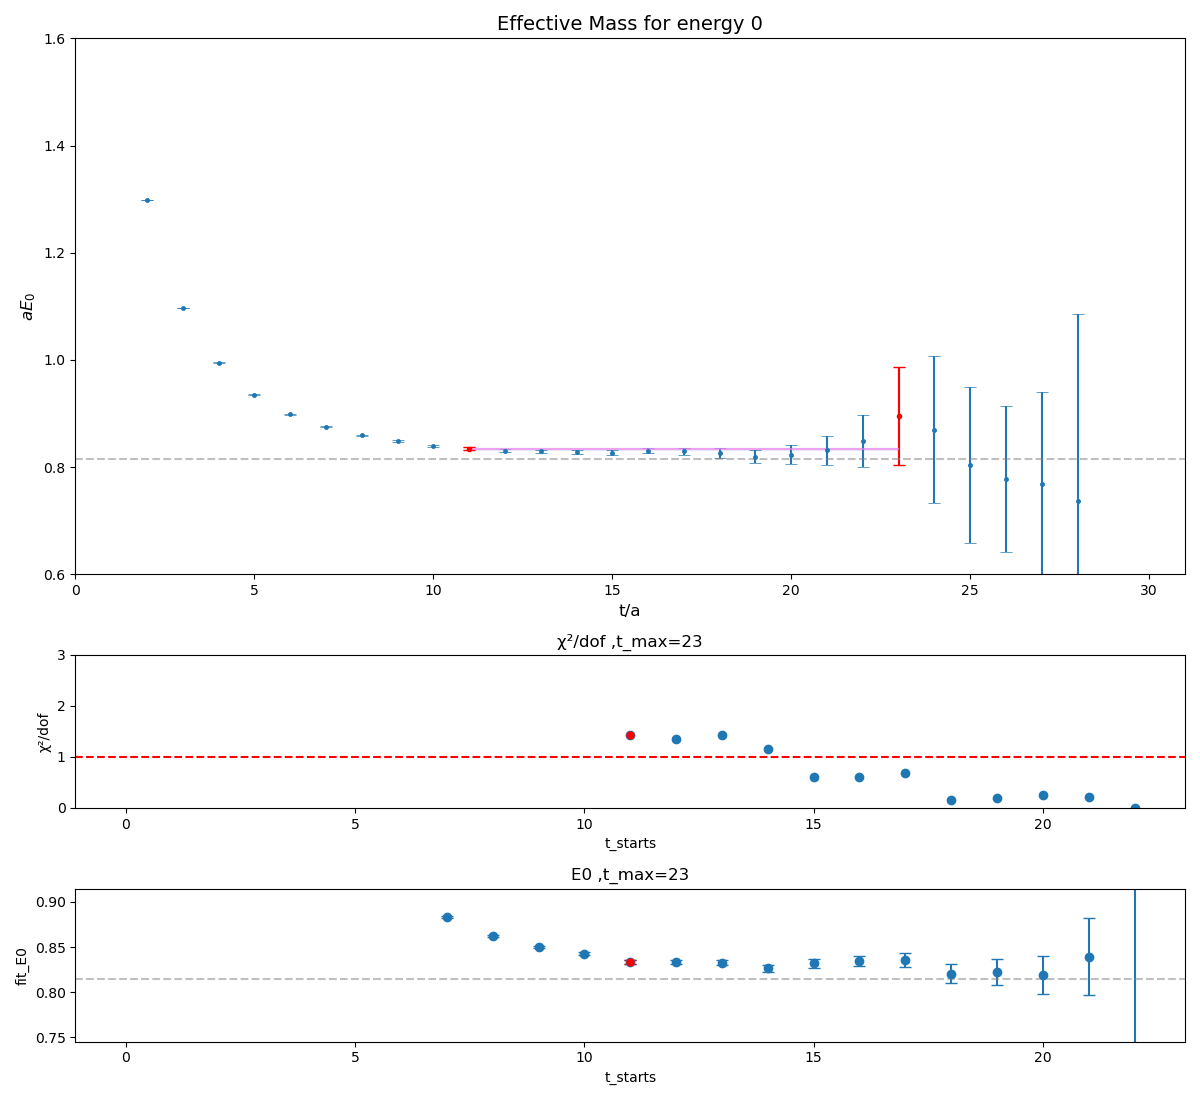 Effective Mass for energy 0
1.6
1.4
1.2
1.0
0.8
0.6
aE₀
0 5 10 15 20 25 30
t/a
χ²/dof ,t_max=23
3
2
1
0
χ²/dof
0 5 10 15 20
t_starts
E0 ,t_max=23
0.90
0.85
0.80
0.75
fit_E0
0 5 10 15 20
t_starts